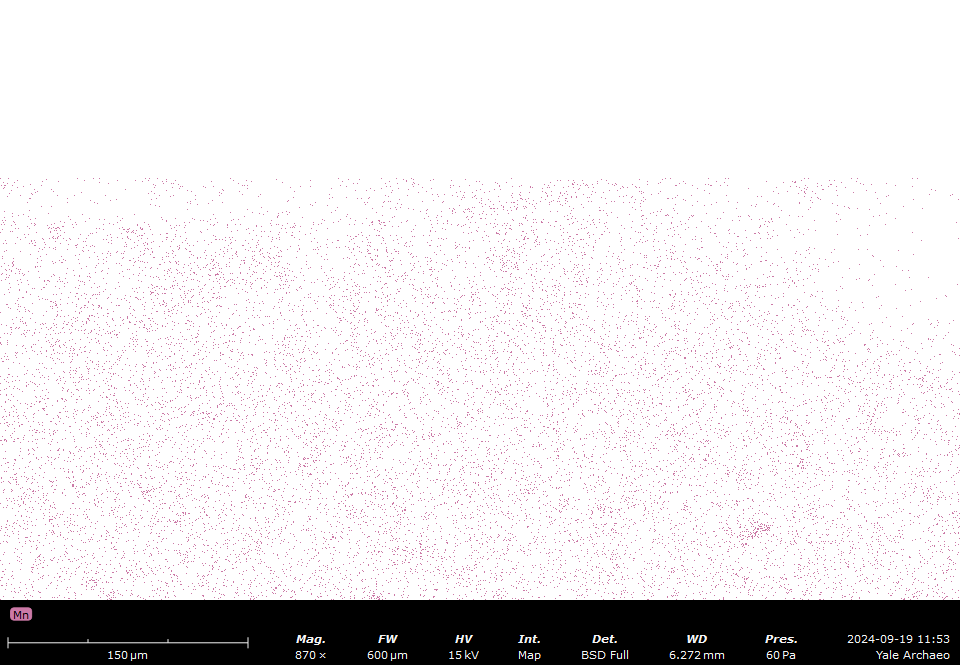 Mn
Mag. FW HV Int. Det. WD Pres. 2024-09-19 11:53
150 µm 870 × 600 µm 15 kV Map BSD Full 6.272 mm 60 Pa Yale Archaeo